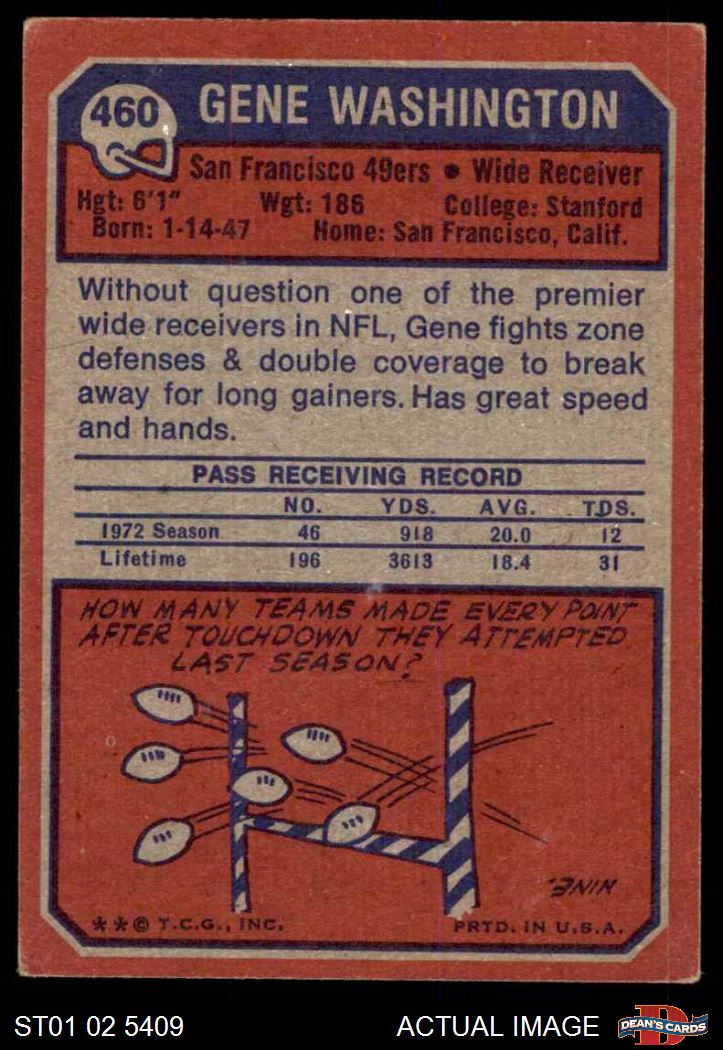 460
GENE WASHINGTON
San Francisco 49ers • Wide Receiver
Hgt: 6'1" Wgt: 186 College: Stanford
Born: 1-14-47 Home: San Francisco, Calif.
Without question one of the premier
wide receivers in NFL, Gene fights zone
defenses & double coverage to break
away for long gainers. Has great speed
and hands.
PASS RECEIVING RECORD
NO. YDS. AVG. TDS.
1972 Season 46 918 20.0 12
Lifetime 196 3613 18.4 31
HOW MANY TEAMS MADE EVERY POINT
AFTER TOUCHDOWN THEY ATTEMPTED
LAST SEASON?
5
NINE.
**© T.C.G., INC. PRTD. IN U.S.A.
ST01 02 5409 ACTUAL IMAGE DEAN'S CARDS